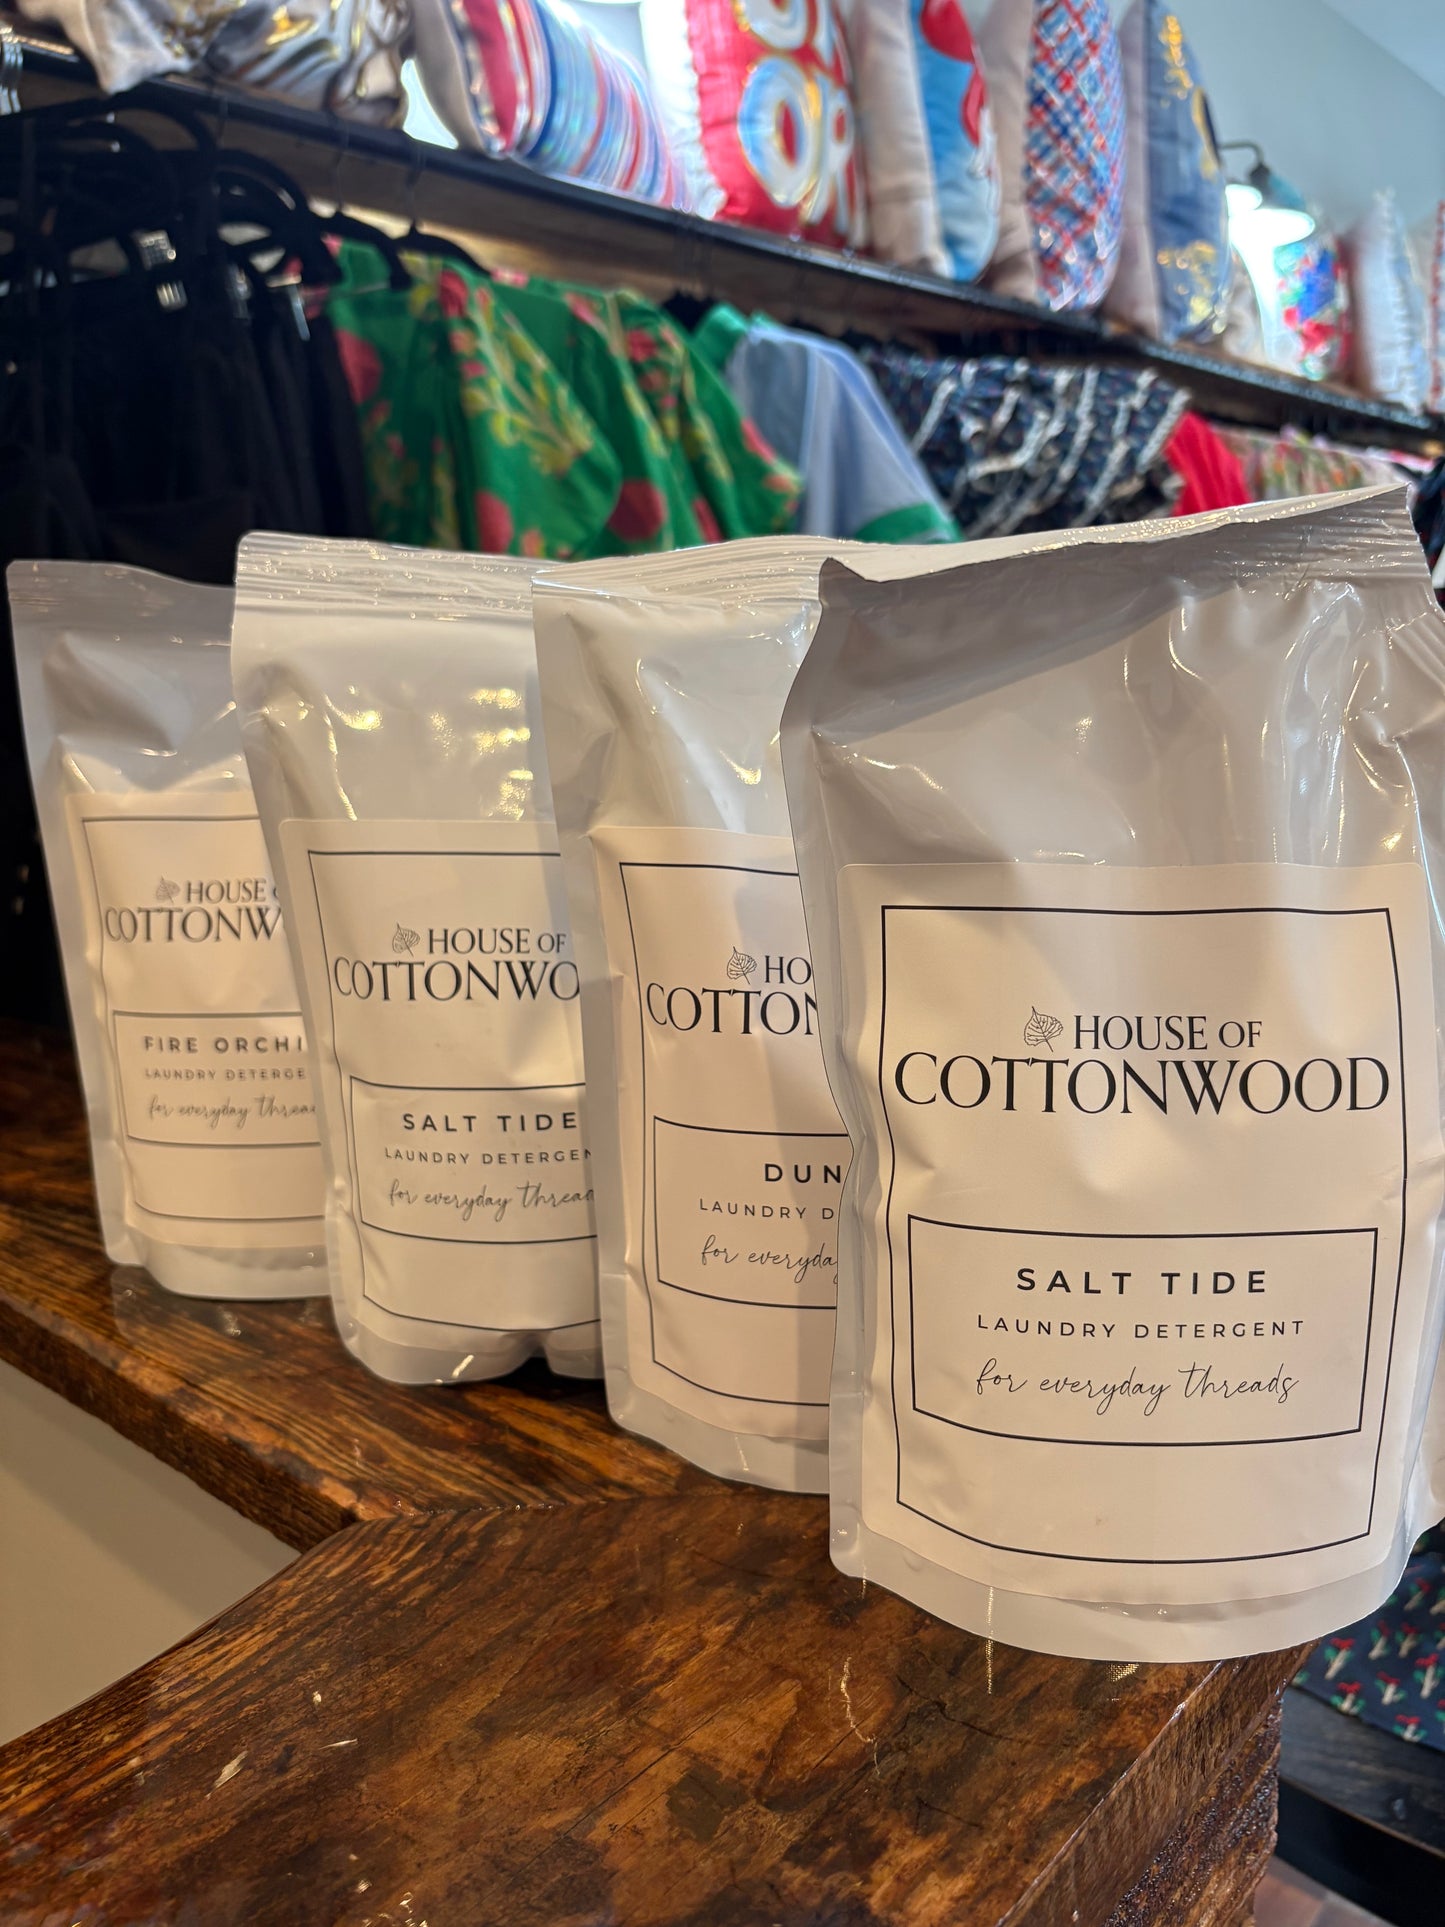 HOUSE
COTTONW
FIRE ORCHI
LAUNDRY DETERGE
for everyday threa
HOUSE OF
COTTONWO
SALT TIDE
LAUNDRY DETERGEN
for everyday threa
HO
COTTON
DUN
LAUNDRY D
for everyday
HOUSE OF
COTTONWOOD
SALT TIDE
LAUNDRY DETERGENT
for everyday threads